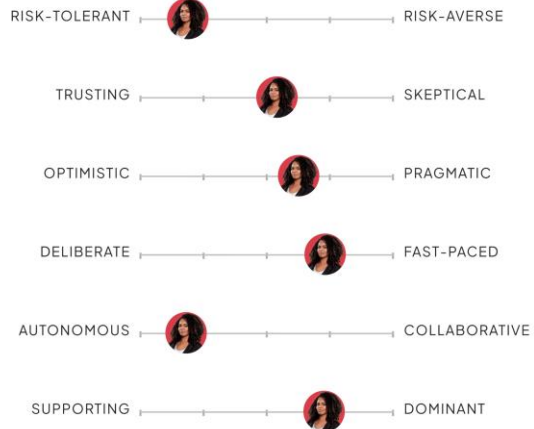 RISK-TOLERANT RISK-AVERSE
TRUSTING SKEPTICAL
OPTIMISTIC PRAGMATIC
DELIBERATE FAST-PACED
AUTONOMOUS COLLABORATIVE
SUPPORTING DOMINANT